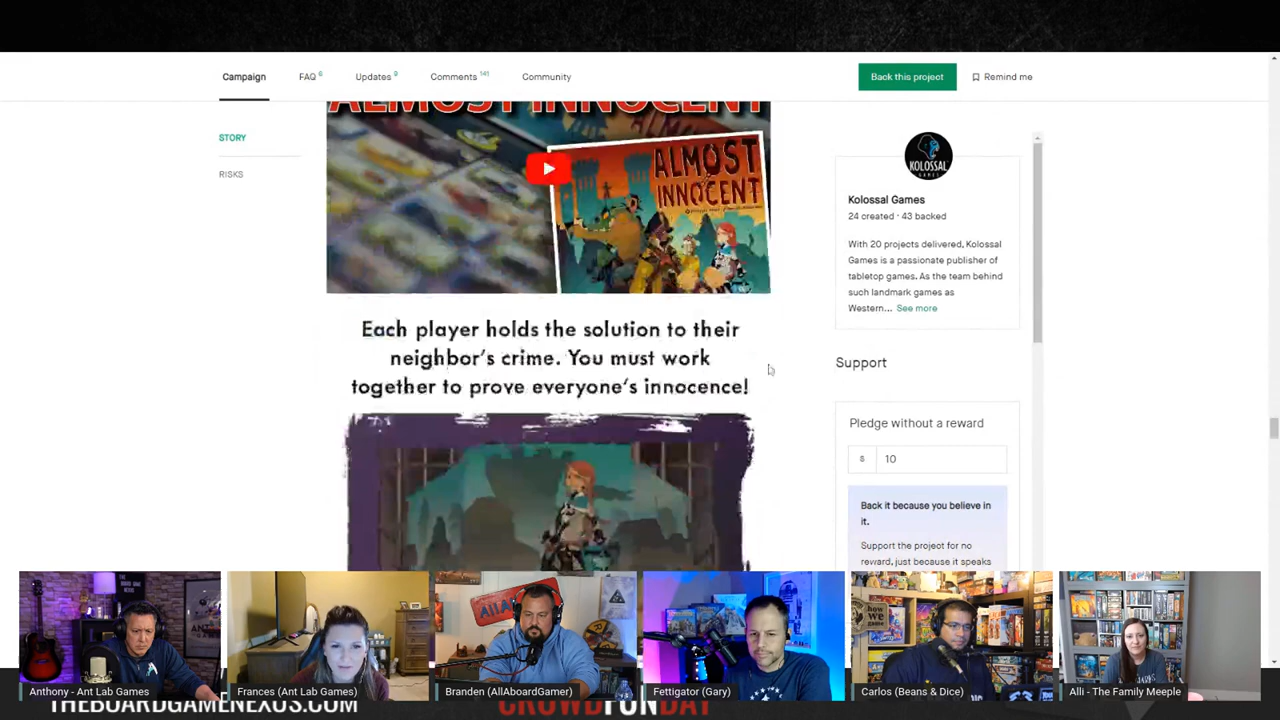 Campaign FAQ 6 Updates 9 Comments 141 Community Back this project Remind me
STORY
RISKS
ALMOST INNOCENT
ALMOST
INNOCENT
KOLOSSAL
GAMES
Kolossal Games
24 created · 43 backed
With 20 projects delivered, Kolossal
Games is a passionate publisher of
tabletop games. As the team behind
such landmark games as
Western... See more
Each player holds the solution to their
neighbor's crime. You must work
together to prove everyone's innocence!
Support
Pledge without a reward
$ 10
Back it because you believe in
it.
Support the project for no
reward, just because it speaks
how we
Anthony - Ant Lab Games
Frances (Ant Lab Games)
Branden (AllAboardGamer)
Fettigator (Gary)
Carlos (Beans & Dice)
Alli - The Family Meeple
THEBOARDGAMENEXUS.COM
CROWDFUNDAY